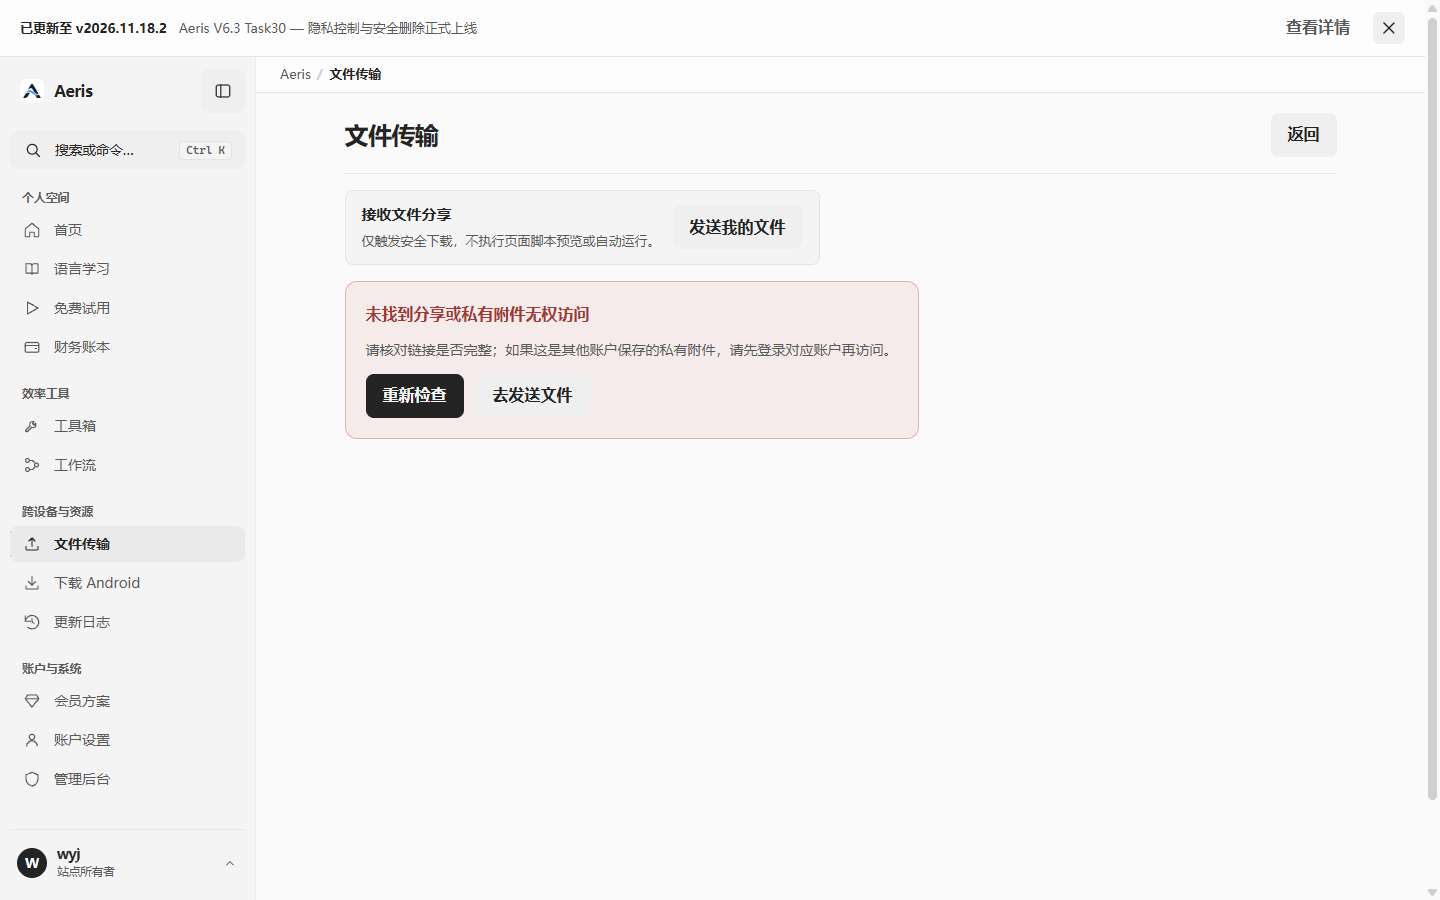 已更新至 v2026.11.18.2 Aeris V6.3 Task30 — 隐私控制与安全删除正式上线
查看详情
Aeris
搜索或命令... Ctrl K
个人空间
首页
语言学习
免费试用
财务账本
效率工具
工具箱
工作流
跨设备与资源
文件传输
下载 Android
更新日志
账户与系统
会员方案
账户设置
管理后台
W
wyj
站点所有者
Aeris / 文件传输
文件传输
返回
接收文件分享
仅触发安全下载，不执行页面脚本预览或自动运行。
发送我的文件
未找到分享或私有附件无权访问
请核对链接是否完整；如果这是其他账户保存的私有附件，请先登录对应账户再访问。
重新检查 去发送文件